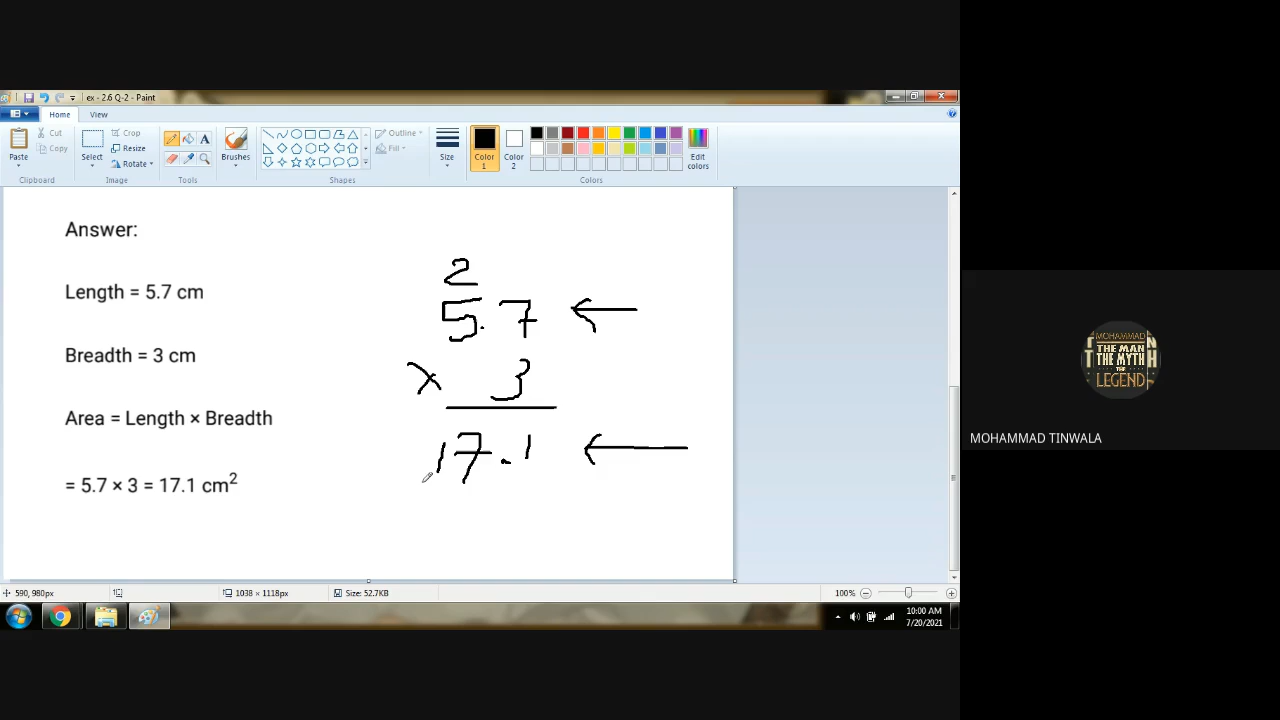 ex - 2.6 Q-2 - Paint
Home View
Paste
Cut
Copy
Clipboard
Select
Crop
Resize
Rotate
Image
A
Tools
Brushes
Outline
Fill
Shapes
Size
Color 1
Color 2
Edit colors
Colors
Answer:
Length = 5.7 cm
Breadth = 3 cm
Area = Length × Breadth
= 5.7 × 3 = 17.1 cm²
2
5.7 ←
× 3
17.1 ←
MOHAMMAD
THE MAN
THE MYTH
THE
LEGEND
MOHAMMAD TINWALA
590, 980px
1038 × 1118px
Size: 52.7KB
100%
10:00 AM
7/20/2021